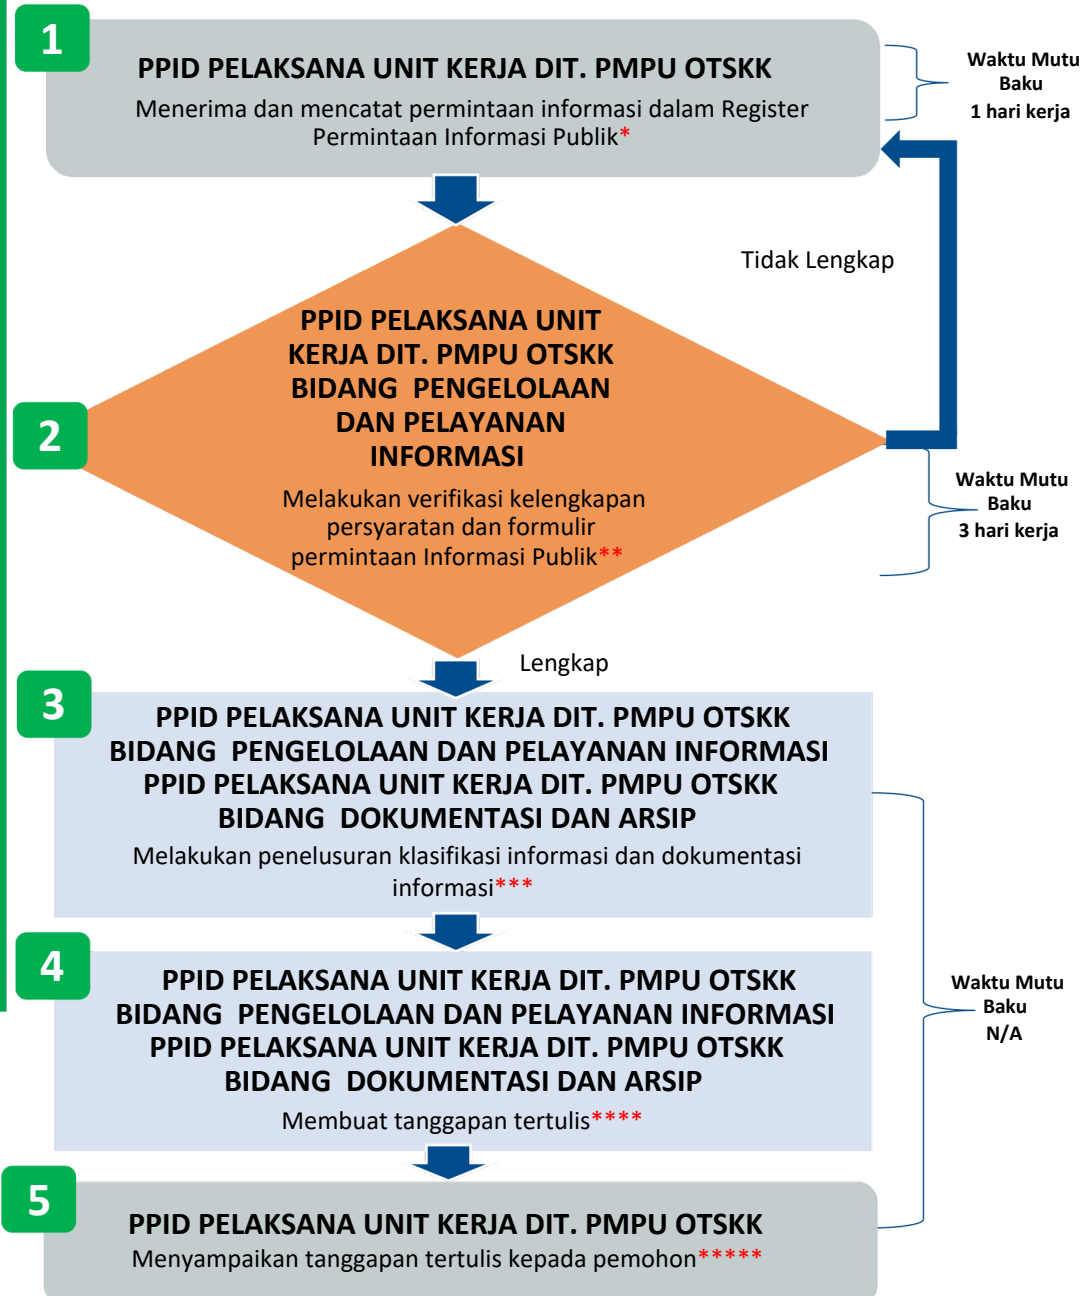 1
PPID PELAKSANA UNIT KERJA DIT. PMPU OTSKK
Menerima dan mencatat permintaan informasi dalam Register
Permintaan Informasi Publik*
Waktu Mutu
Baku
1 hari kerja
Tidak Lengkap
2
PPID PELAKSANA UNIT
KERJA DIT. PMPU OTSKK
BIDANG PENGELOLAAN
DAN PELAYANAN
INFORMASI
Melakukan verifikasi kelengkapan
persyaratan dan formulir
permintaan Informasi Publik**
Waktu Mutu
Baku
3 hari kerja
Lengkap
3
PPID PELAKSANA UNIT KERJA DIT. PMPU OTSKK
BIDANG PENGELOLAAN DAN PELAYANAN INFORMASI
PPID PELAKSANA UNIT KERJA DIT. PMPU OTSKK
BIDANG DOKUMENTASI DAN ARSIP
Melakukan penelusuran klasifikasi informasi dan dokumentasi
informasi***
4
PPID PELAKSANA UNIT KERJA DIT. PMPU OTSKK
BIDANG PENGELOLAAN DAN PELAYANAN INFORMASI
PPID PELAKSANA UNIT KERJA DIT. PMPU OTSKK
BIDANG DOKUMENTASI DAN ARSIP
Membuat tanggapan tertulis****
Waktu Mutu
Baku
N/A
5
PPID PELAKSANA UNIT KERJA DIT. PMPU OTSKK
Menyampaikan tanggapan tertulis kepada pemohon*****